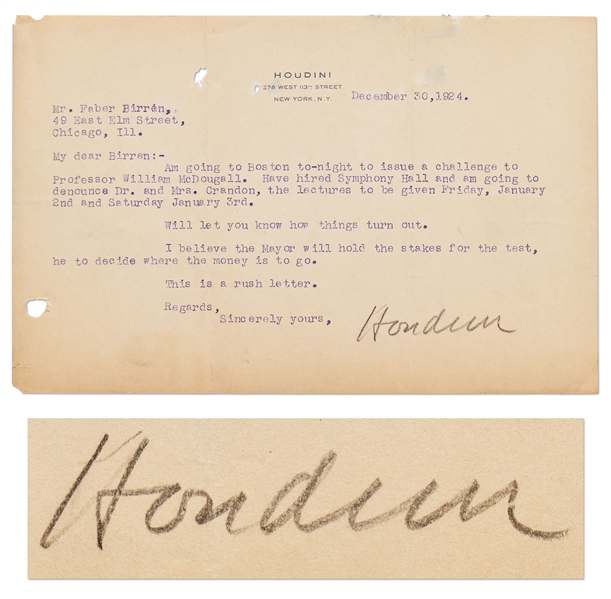 HOUDINI
278 WEST 113TH STREET
NEW YORK, N.Y.
December 30,1924.
Mr. Faber Birren,
49 East Elm Street,
Chicago, Ill.
My dear Birren:-
Am going to Boston to-night to issue a challenge to
Professor William McDougall. Have hired Symphony Hall and am going to
denounce Dr. and Mrs. Crandon, the lectures to be given Friday, January
2nd and Saturday January 3rd.
Will let you know how things turn out.
I believe the Mayor will hold the stakes for the test,
he to decide where the money is to go.
This is a rush letter.
Regards,
Sincerely yours,
Houdini
Houdini